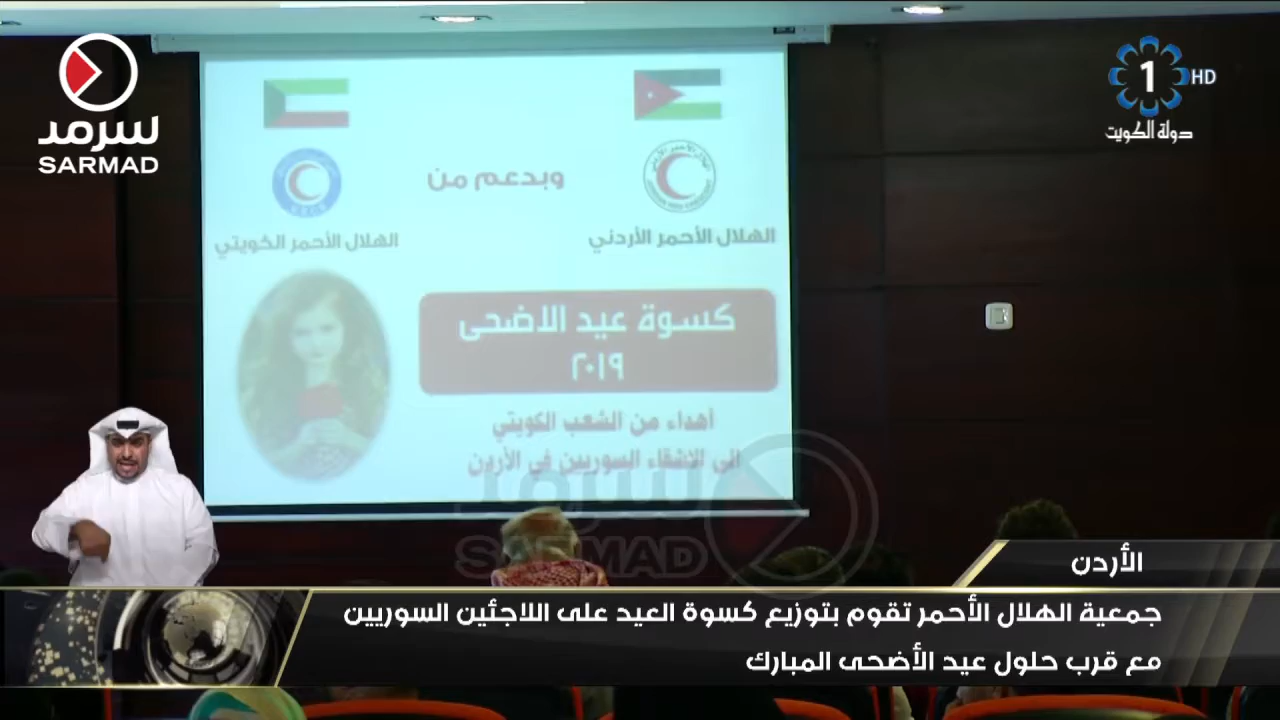 سرمد
SARMAD
1 HD
دولة الكويت
وبدعم من
الهلال الأحمر الأردني
الهلال الأحمر الكويتي
كسوة عيد الاضحى
٢٠١٩
أهداء من الشعب الكويتي
الى الاشقاء السوريين في الأردن
سرمد
SARMAD
الأردن
جمعية الهلال الأحمر تقوم بتوزيع كسوة العيد على اللاجئين السوريين
مع قرب حلول عيد الأضحى المبارك